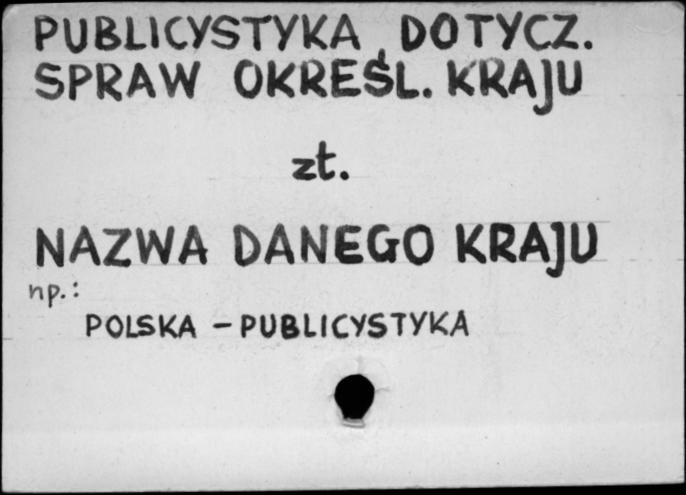 PUBLICYSTYKA DOTYCZ.
SPRAW OKREŚL. KRAJU
zt.
NAZWA DANEGO KRAJU
np.:
POLSKA – PUBLICYSTYKA